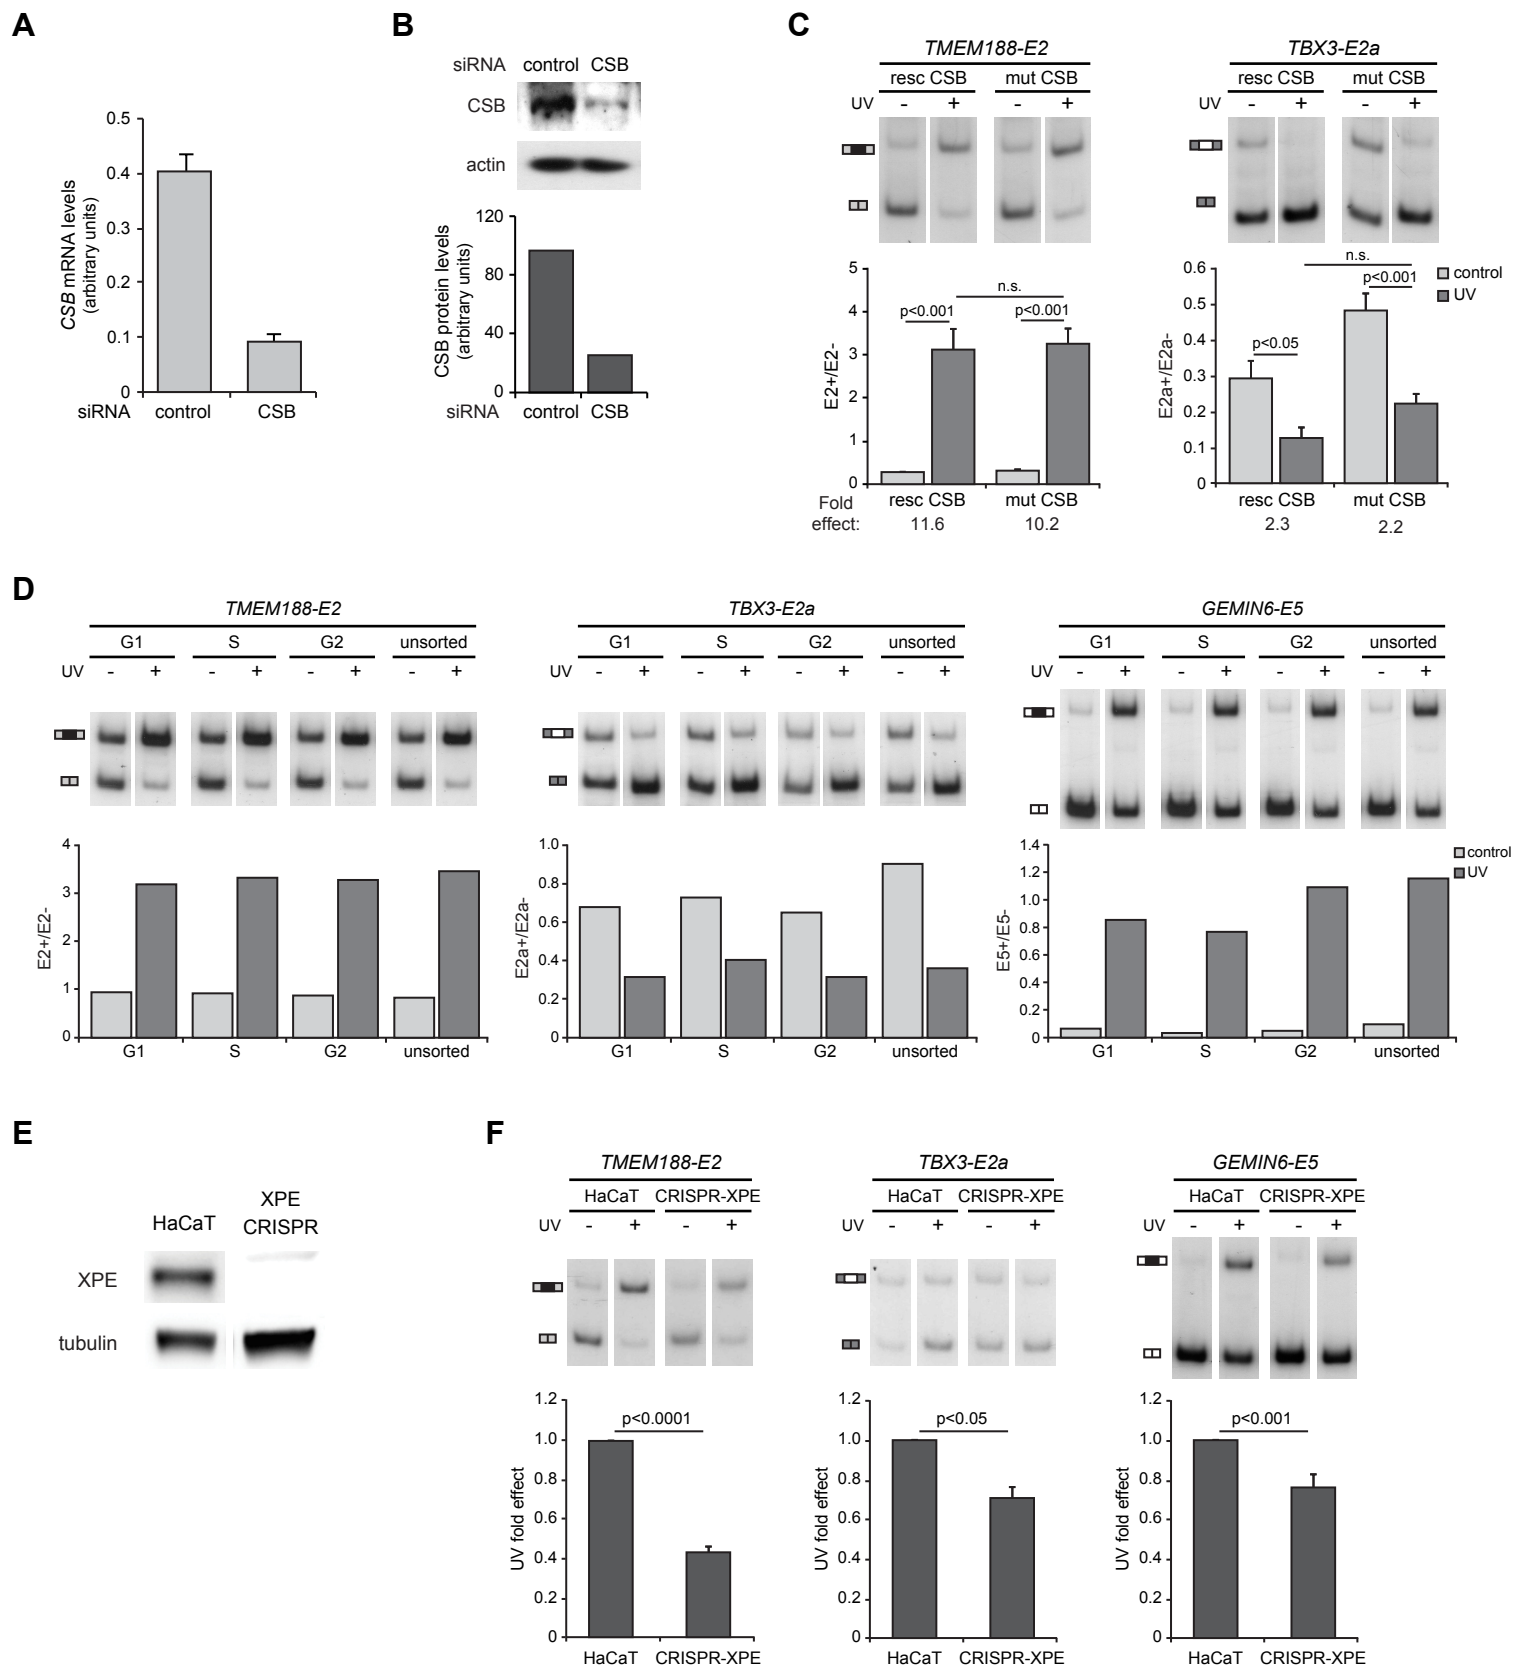 A
CSB mRNA levels
(arbitrary units)
0.5
0.4
0.3
0.2
0.1
0
siRNA control CSB
B
siRNA control CSB
CSB
actin
CSB protein levels
(arbitrary units)
120
80
40
0
siRNA control CSB
C
TMEM188-E2
resc CSB mut CSB
UV - + - +
E2+/E2-
5
4
3
2
1
0
n.s.
p<0.001 p<0.001
resc CSB mut CSB
Fold
effect: 11.6 10.2
TBX3-E2a
resc CSB mut CSB
UV - + - +
E2a+/E2a-
0.6
0.5
0.4
0.3
0.2
0.1
0
n.s.
p<0.001
p<0.05
control
UV
resc CSB mut CSB
2.3 2.2
D
TMEM188-E2
G1 S G2 unsorted
UV - + - + - + - +
E2+/E2-
4
3
2
1
0
G1 S G2 unsorted
TBX3-E2a
G1 S G2 unsorted
UV - + - + - + - +
E2a+/E2a-
1.0
0.8
0.6
0.4
0.2
0
G1 S G2 unsorted
GEMIN6-E5
G1 S G2 unsorted
UV - + - + - + - +
E5+/E5-
1.4
1.2
1.0
0.8
0.6
0.4
0.2
0
control
UV
G1 S G2 unsorted
E
HaCaT
XPE
CRISPR
XPE
tubulin
F
TMEM188-E2
HaCaT CRISPR-XPE
UV - + - +
UV fold effect
1.2
1.0
0.8
0.6
0.4
0.2
0
p<0.0001
HaCaT CRISPR-XPE
TBX3-E2a
HaCaT CRISPR-XPE
UV - + - +
UV fold effect
1.2
1.0
0.8
0.6
0.4
0.2
0
p<0.05
HaCaT CRISPR-XPE
GEMIN6-E5
HaCaT CRISPR-XPE
UV - + - +
UV fold effect
1.2
1.0
0.8
0.6
0.4
0.2
0
p<0.001
HaCaT CRISPR-XPE